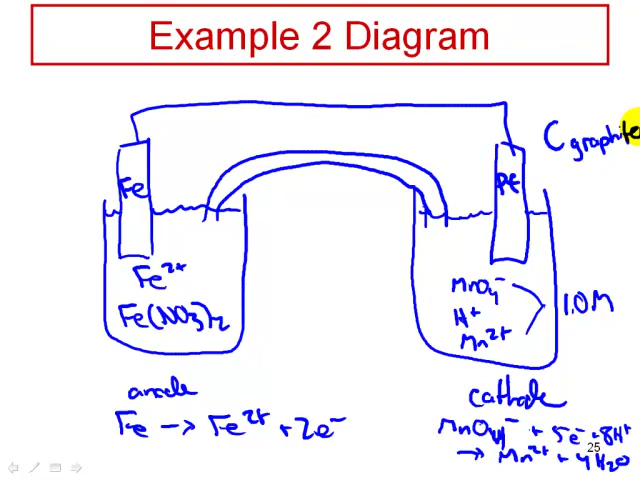 Example 2 Diagram
C graphite
Fe
Pt
Fe²⁺
Fe(NO₃)₂
MnO₄⁻
H⁺
Mn²⁺
1.0M
anode
Fe → Fe²⁺ + 2e⁻
cathode
MnO₄⁻ + 5e⁻ + 8H⁺
→ Mn²⁺ + 4H₂O
25